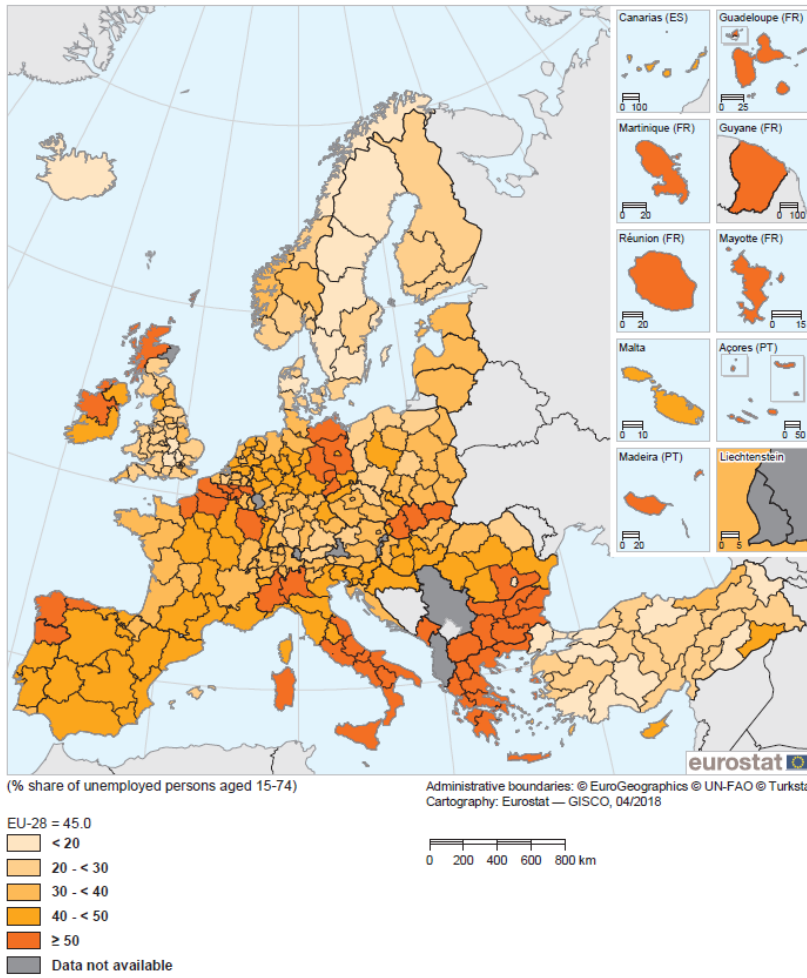 Canarias (ES)
0 100
Guadeloupe (FR)
0 25
Martinique (FR)
0 20
Guyane (FR)
0 100
Réunion (FR)
0 20
Mayotte (FR)
0 15
Malta
0 10
Açores (PT)
0 50
Madeira (PT)
0 20
Liechtenstein
0 5
eurostat
(% share of unemployed persons aged 15-74)
Administrative boundaries: © EuroGeographics © UN-FAO © Turksta
Cartography: Eurostat — GISCO, 04/2018
EU-28 = 45.0
< 20
20 - < 30
30 - < 40
40 - < 50
≥ 50
Data not available
0 200 400 600 800 km